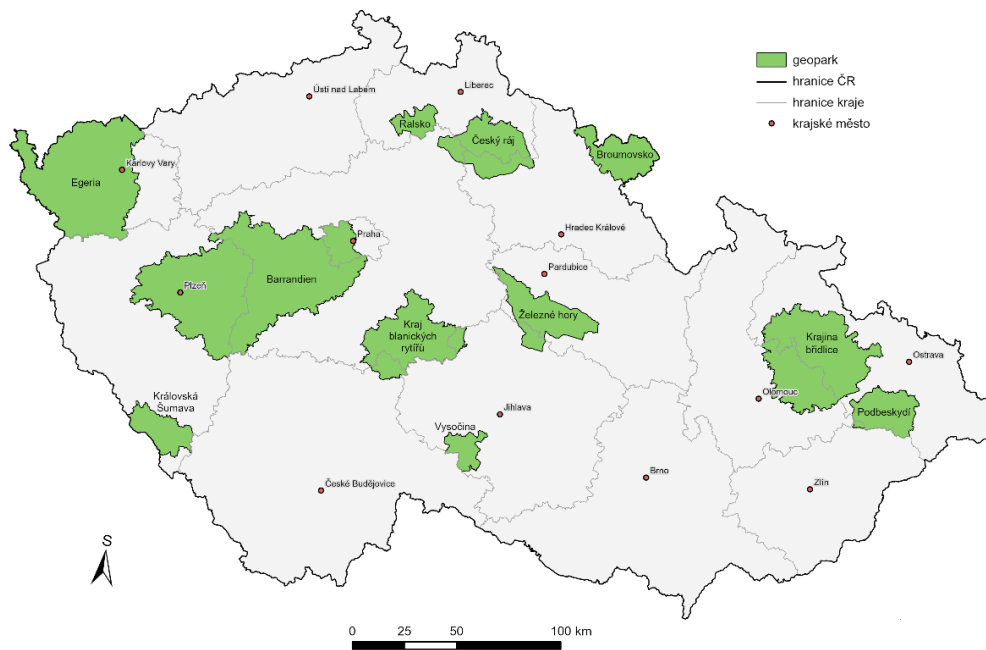 geopark
hranice ČR
hranice kraje
krajské město
Ústí nad Labem
Liberec
Ralsko
Český ráj
Broumovsko
Karlovy Vary
Egeria
Praha
Hradec Králové
Pardubice
Barrandien
Plzeň
Železné hory
Kraj
blanických
rytířů
Krajina
břidlice
Ostrava
Olomouc
Podbeskydí
Královská
Šumava
Jihlava
Vysočina
Brno
České Budějovice
Zlín
S
0 25 50 100 km